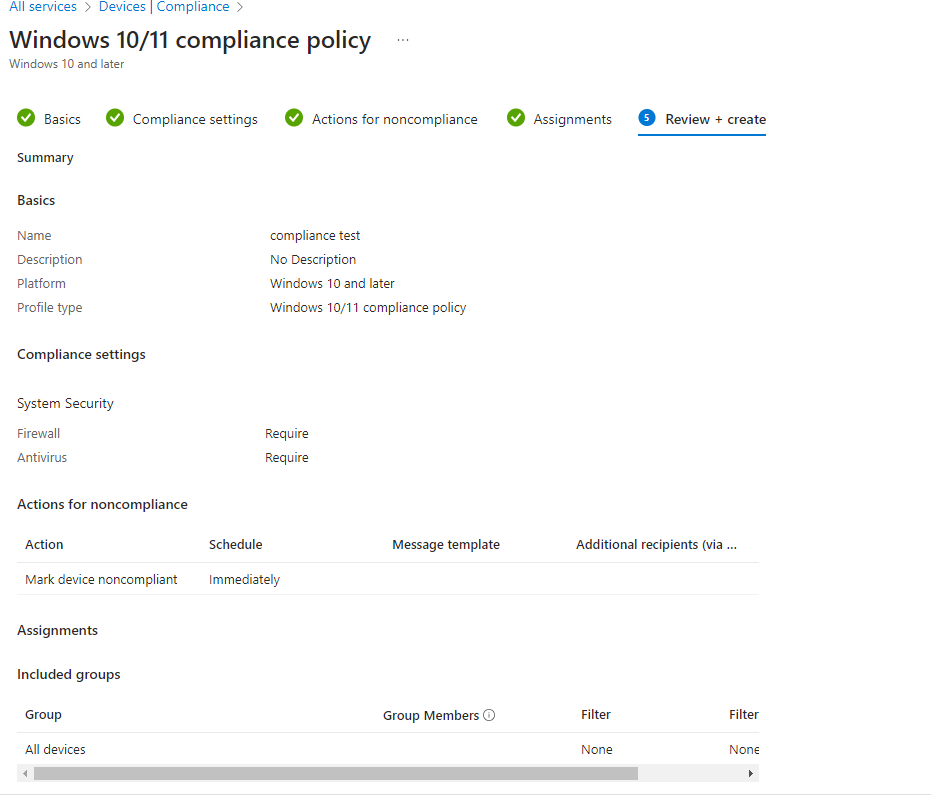 All services > Devices | Compliance >
Windows 10/11 compliance policy ...
Windows 10 and later
Basics Compliance settings Actions for noncompliance Assignments 5 Review + create
Summary
Basics
Name compliance test
Description No Description
Platform Windows 10 and later
Profile type Windows 10/11 compliance policy
Compliance settings
System Security
Firewall Require
Antivirus Require
Actions for noncompliance
Action Schedule Message template Additional recipients (via ...
Mark device noncompliant Immediately
Assignments
Included groups
Group Group Members Filter Filter
All devices None None